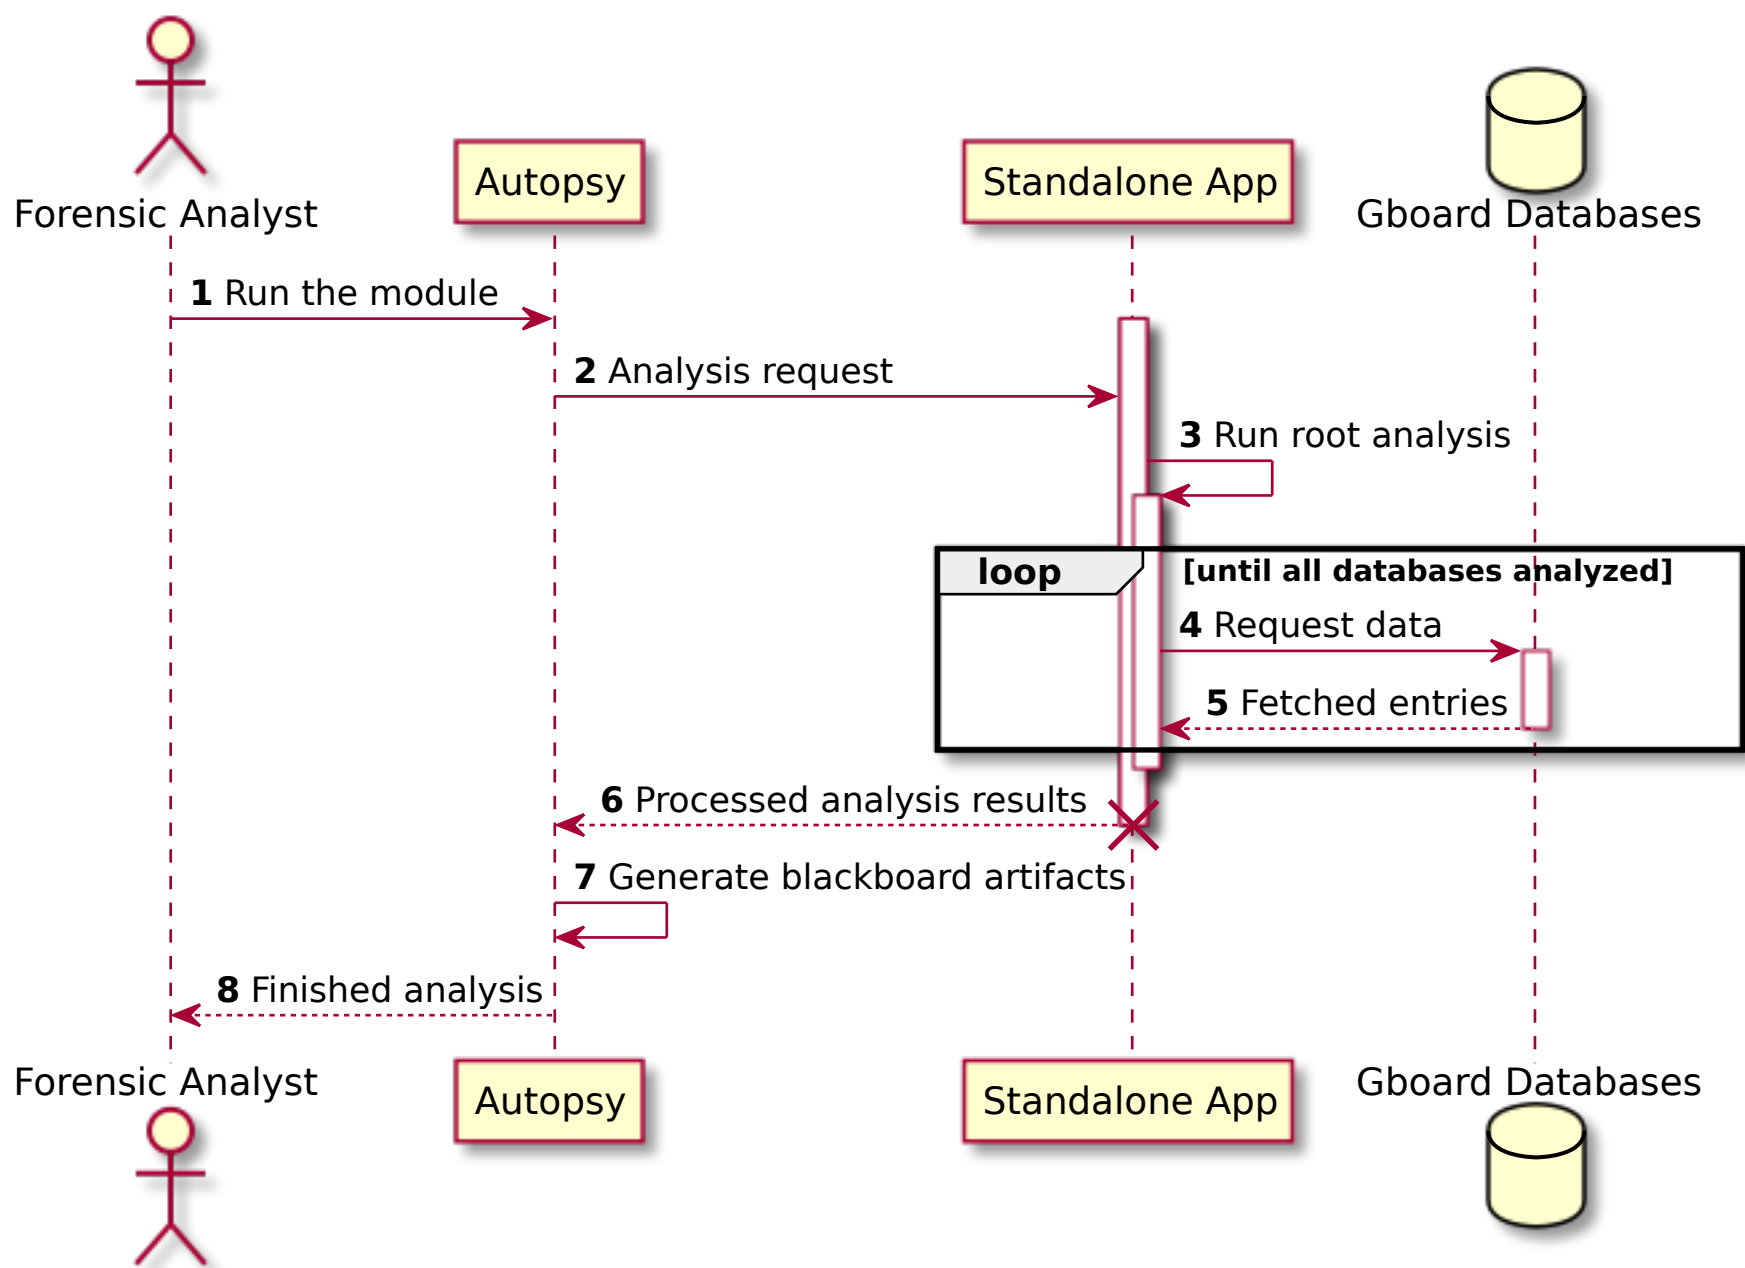 Forensic Analyst
Autopsy
Standalone App
Gboard Databases
1 Run the module
2 Analysis request
3 Run root analysis
loop
[until all databases analyzed]
4 Request data
5 Fetched entries
6 Processed analysis results
7 Generate blackboard artifacts
8 Finished analysis
Forensic Analyst
Autopsy
Standalone App
Gboard Databases